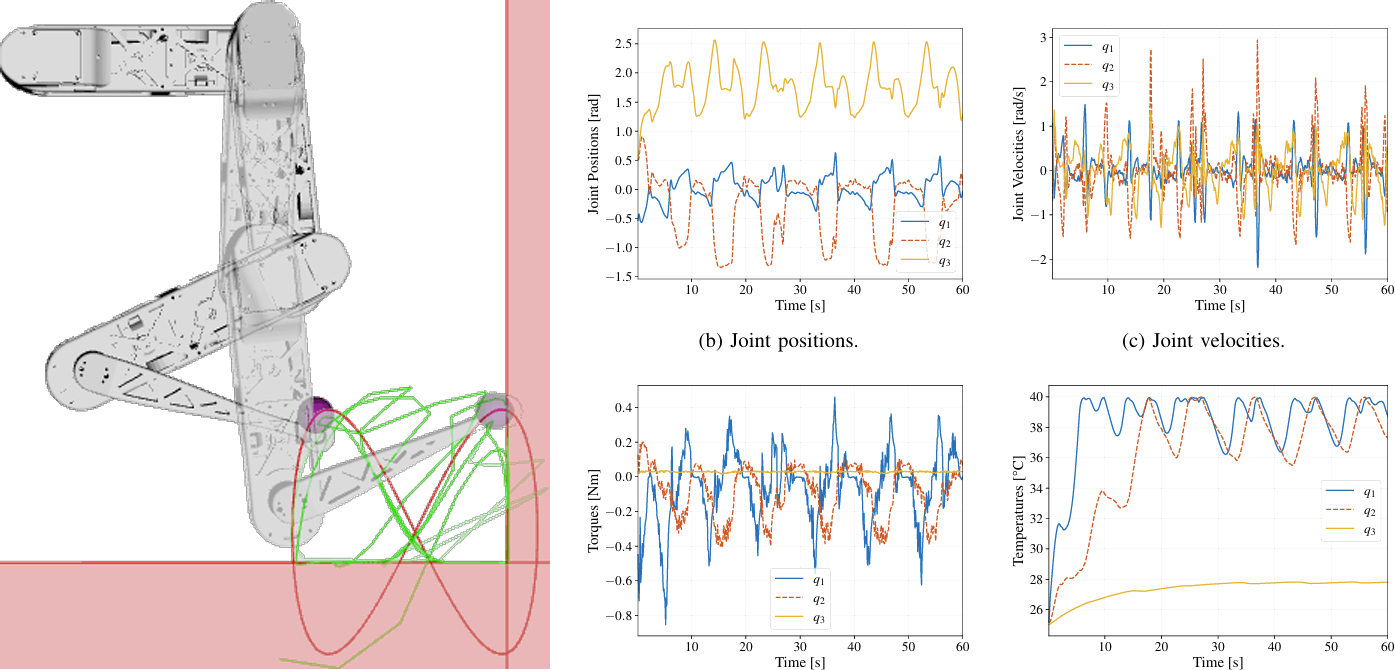 Joint Positions [rad]
2.5
2.0
1.5
1.0
0.5
0.0
−0.5
−1.0
−1.5
q1
q2
q3
10 20 30 40 50 60
Time [s]
(b) Joint positions.
Joint Velocities [rad/s]
3
2
1
0
−1
−2
q1
q2
q3
10 20 30 40 50 60
Time [s]
(c) Joint velocities.
Torques [Nm]
0.4
0.2
0.0
−0.2
−0.4
−0.6
−0.8
q1
q2
q3
10 20 30 40 50 60
Time [s]
Temperatures [°C]
40
38
36
34
32
30
28
26
q1
q2
q3
10 20 30 40 50 60
Time [s]